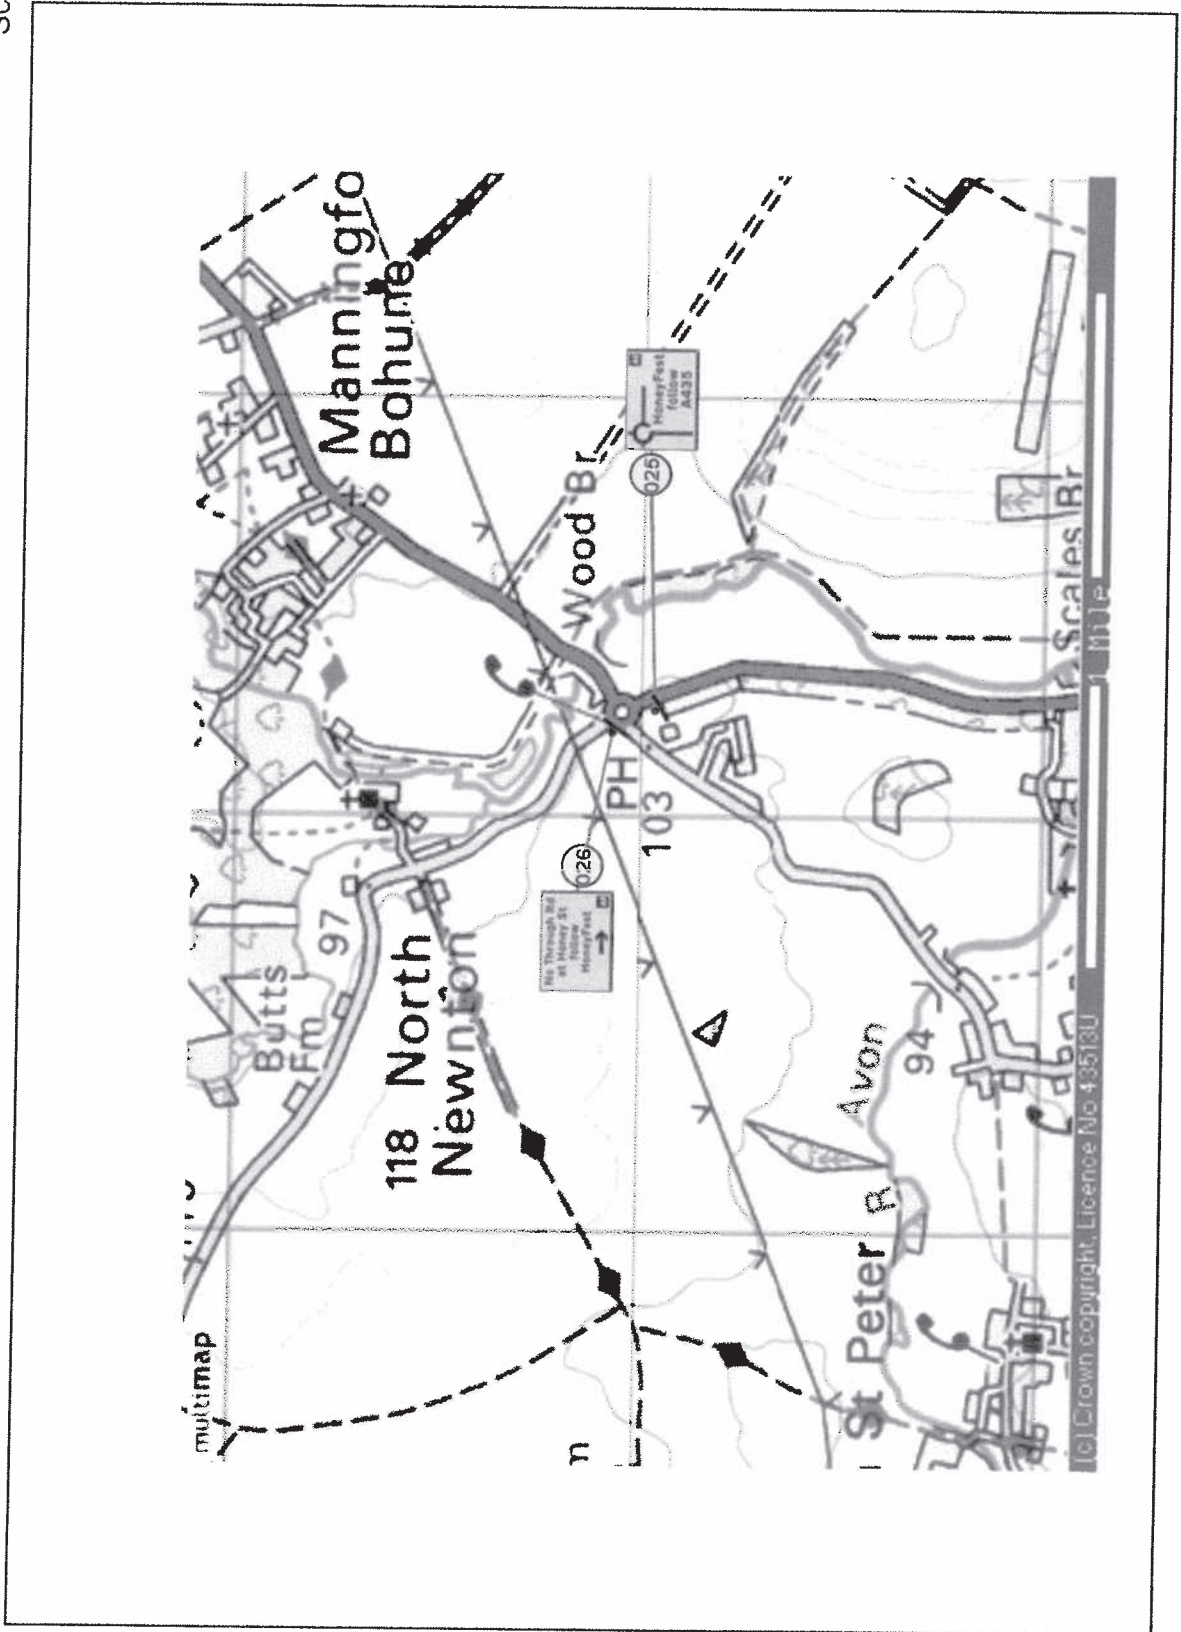 multimap
Manningfo
Bohune
Wood Br
HoneyFest
follow
A435
025
026
No Through Rd
at Honey St
follow
HoneyFest
PH
103
97
Butts
Fm
118 North
Newnton
Avon
R
94
St Peter
n
Scales Br
1 Mile
(c) Crown copyright, Licence No 43513U